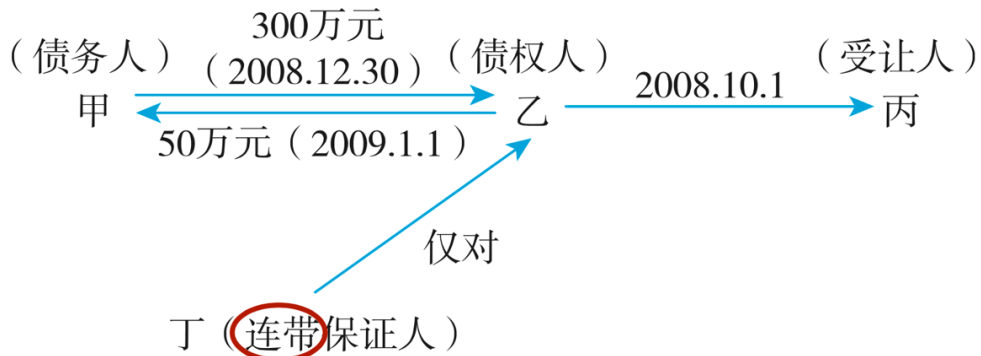 300万元
（债务人）（2008.12.30）（债权人）（受让人）
甲 乙 2008.10.1 丙
50万元（2009.1.1）
仅对
丁（连带保证人）